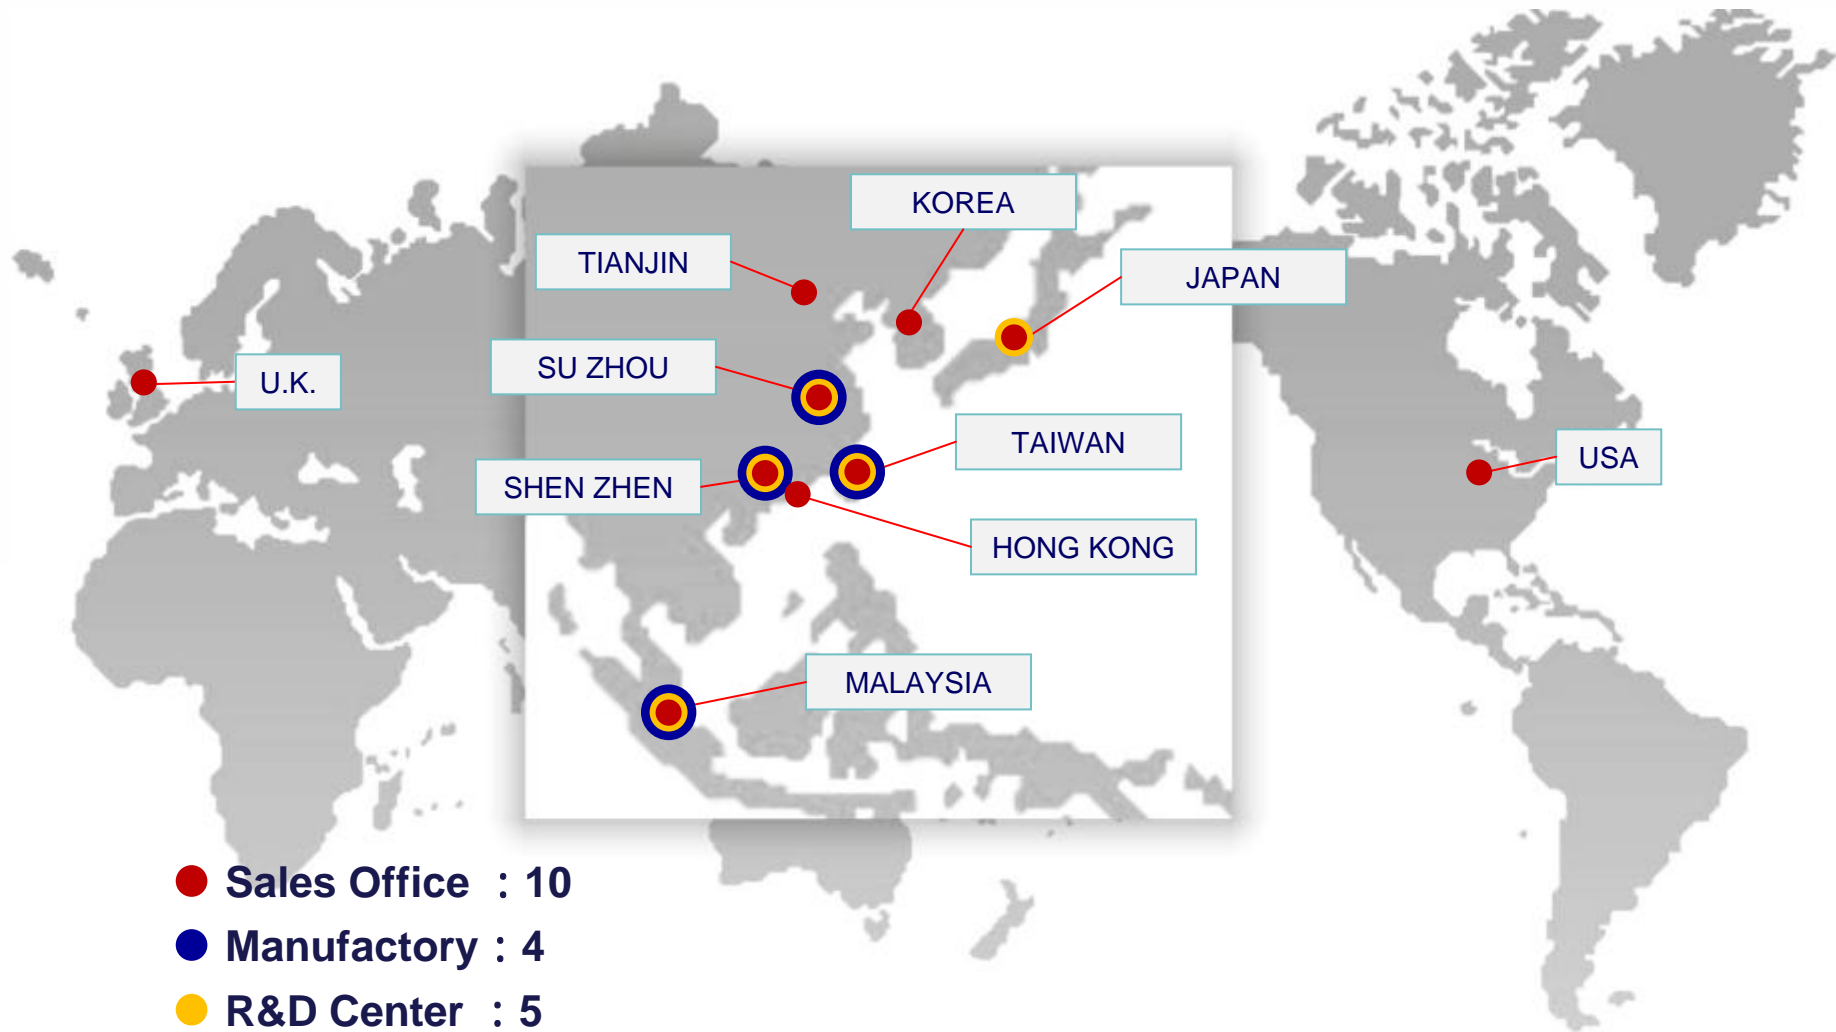 KOREA
TIANJIN
JAPAN
SU ZHOU
U.K.
TAIWAN
USA
SHEN ZHEN
HONG KONG
MALAYSIA
Sales Office : 10
Manufactory : 4
R&D Center : 5